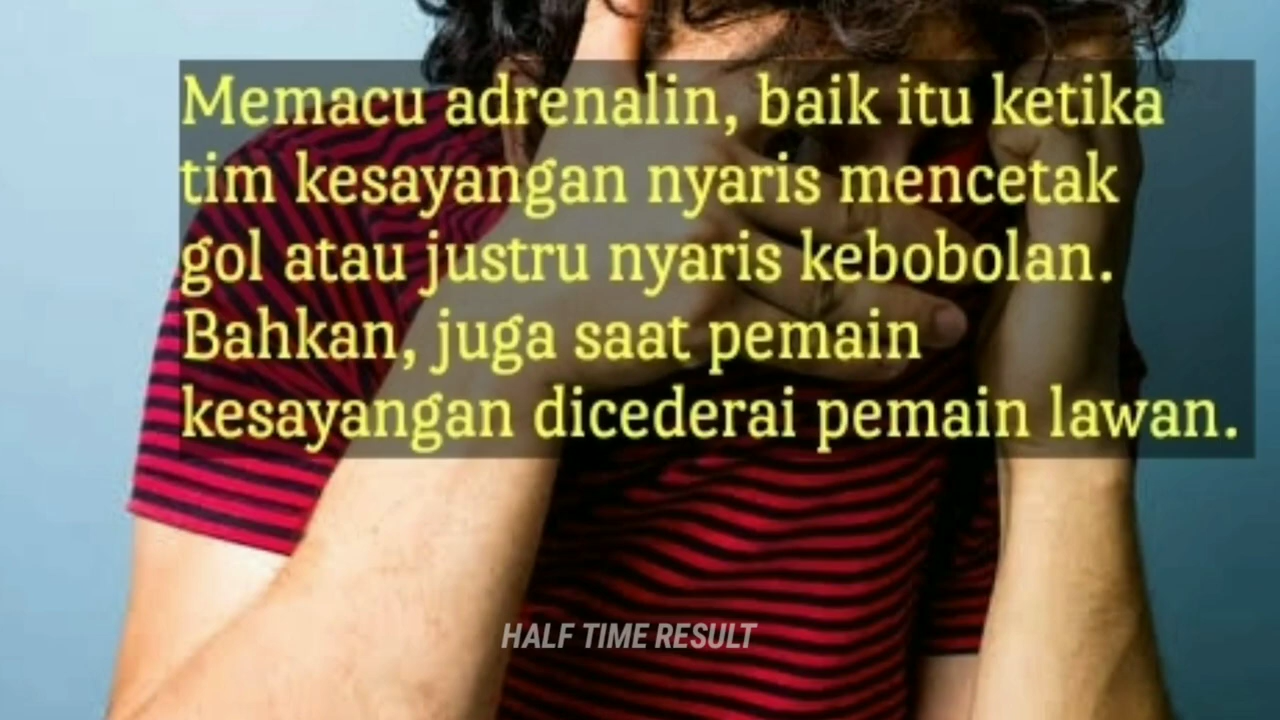 Memacu adrenalin, baik itu ketika
tim kesayangan nyaris mencetak
gol atau justru nyaris kebobolan.
Bahkan, juga saat pemain
kesayangan dicederai pemain lawan.
HALF TIME RESULT